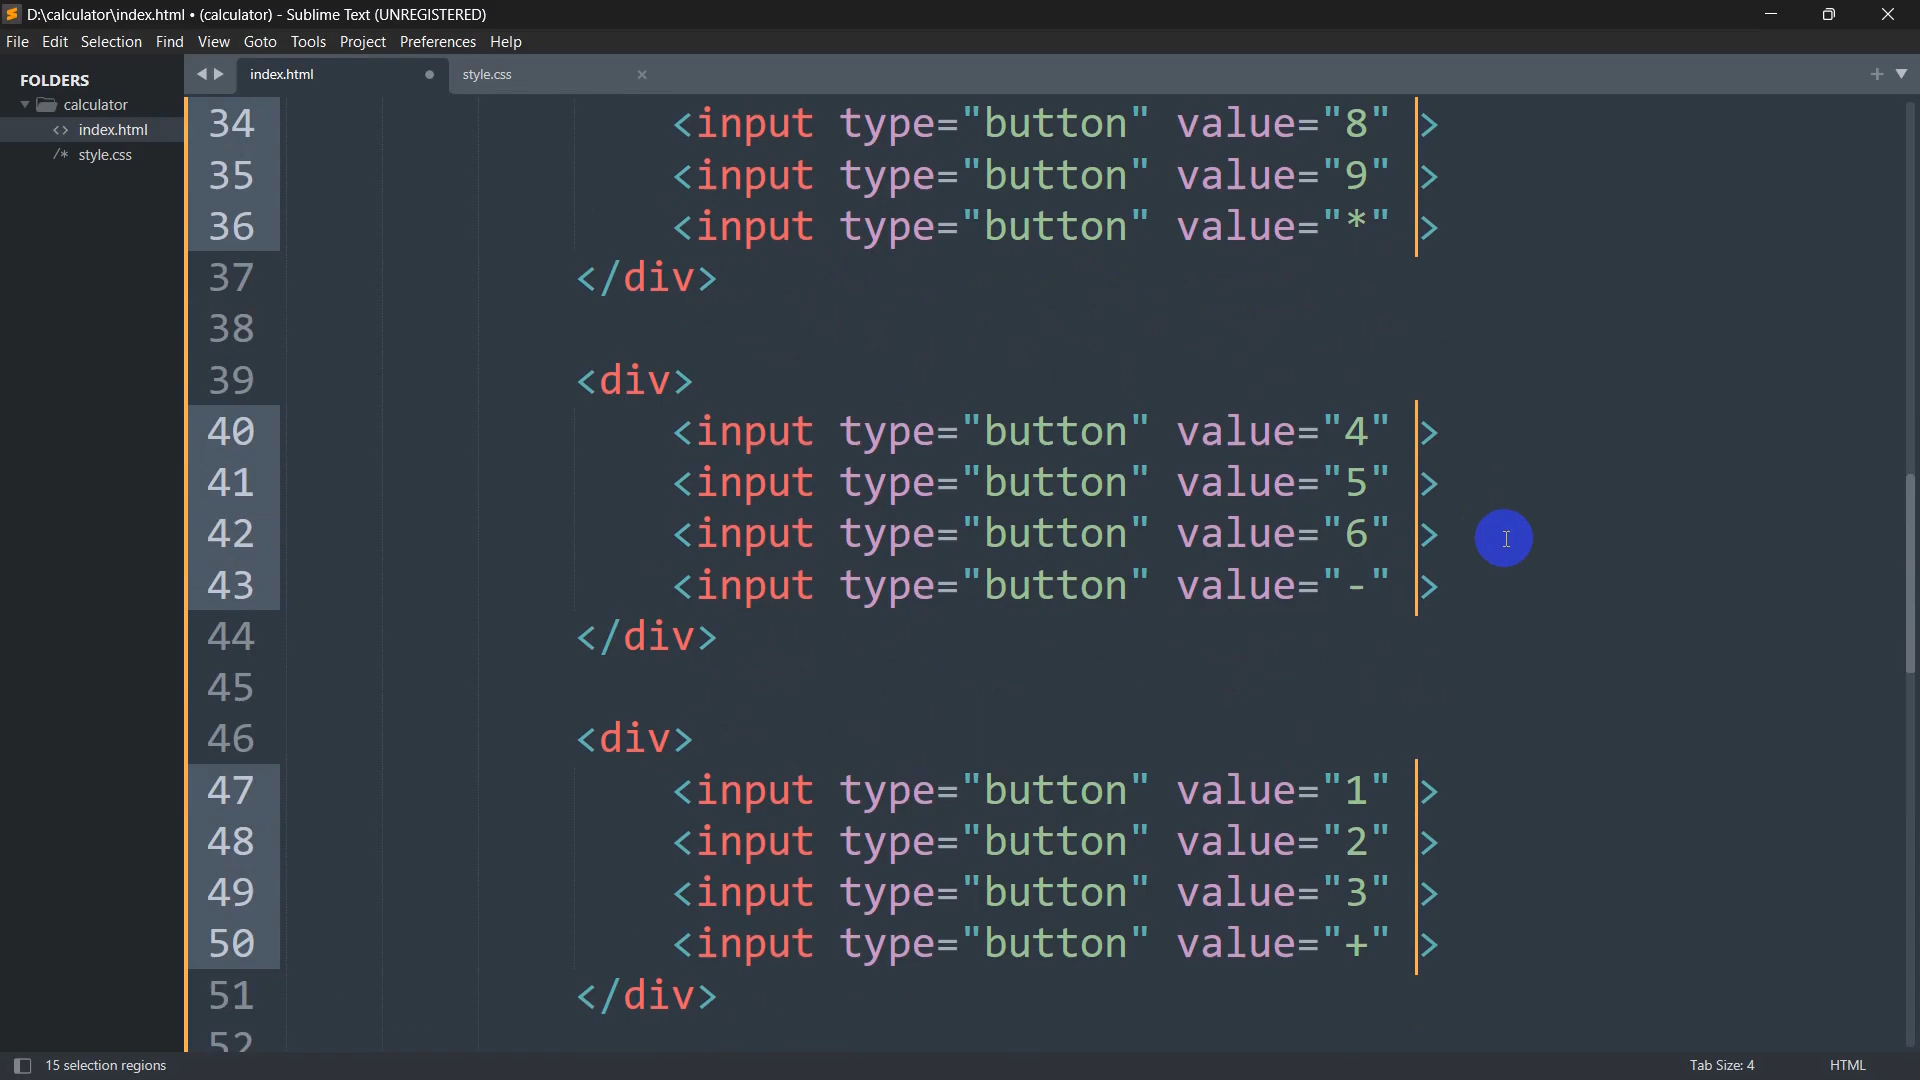 D:\calculator\index.html • (calculator) - Sublime Text (UNREGISTERED)
File Edit Selection Find View Goto Tools Project Preferences Help
FOLDERS
calculator
<> index.html
/* style.css
index.html
style.css
34 <input type="button" value="8" >
35 <input type="button" value="9" >
36 <input type="button" value="*" >
37 </div>
38
39 <div>
40 <input type="button" value="4" >
41 <input type="button" value="5" >
42 <input type="button" value="6" >
43 <input type="button" value="-" >
44 </div>
45
46 <div>
47 <input type="button" value="1" >
48 <input type="button" value="2" >
49 <input type="button" value="3" >
50 <input type="button" value="+" >
51 </div>
52
15 selection regions
Tab Size: 4
HTML